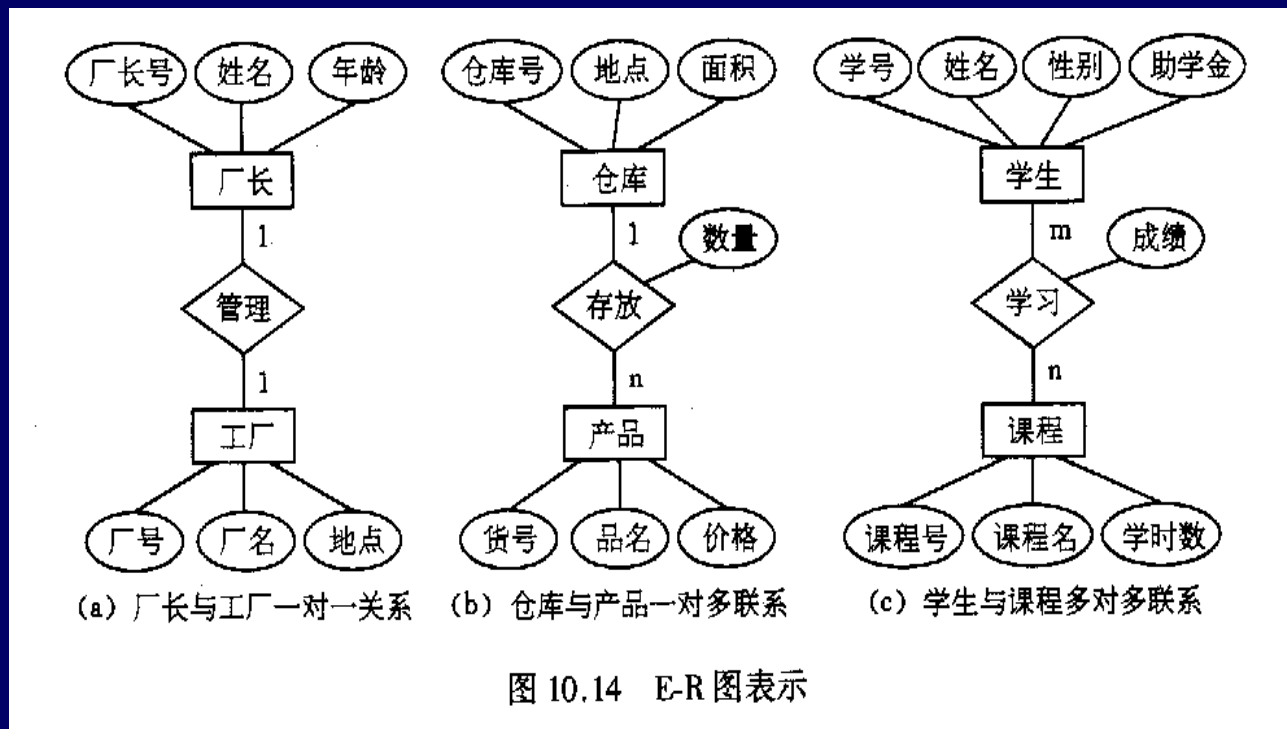 厂长号 姓名 年龄 仓库号 地点 面积 学号 姓名 性别 助学金
厂长 仓库 学生
1 1 数量 m 成绩
管理 存放 学习
1 n n
工厂 产品 课程
厂号 厂名 地点 货号 品名 价格 课程号 课程名 学时数
(a) 厂长与工厂一对一关系 (b) 仓库与产品一对多联系 (c) 学生与课程多对多联系
图 10.14 E-R 图表示